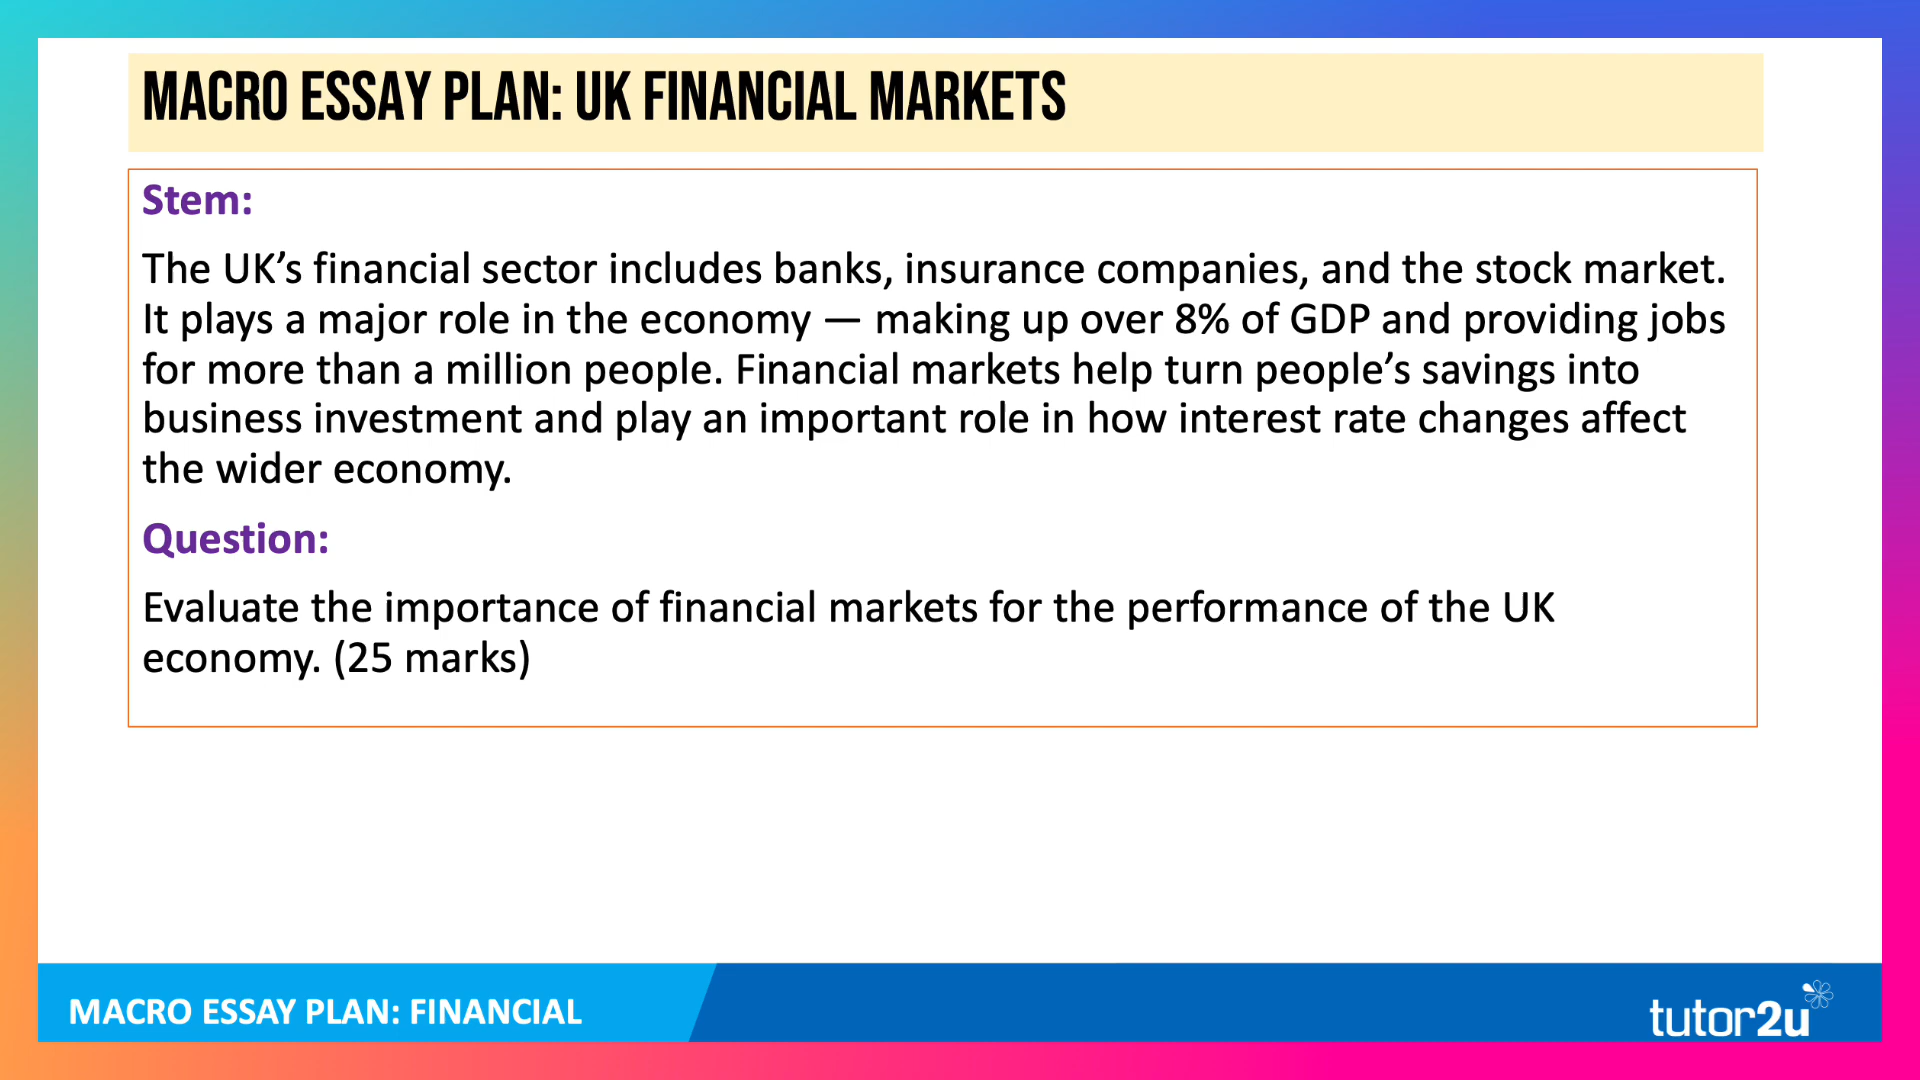 MACRO ESSAY PLAN: UK FINANCIAL MARKETS
Stem:
The UK’s financial sector includes banks, insurance companies, and the stock market.
It plays a major role in the economy — making up over 8% of GDP and providing jobs
for more than a million people. Financial markets help turn people’s savings into
business investment and play an important role in how interest rate changes affect
the wider economy.
Question:
Evaluate the importance of financial markets for the performance of the UK
economy. (25 marks)
MACRO ESSAY PLAN: FINANCIAL
tutor2u